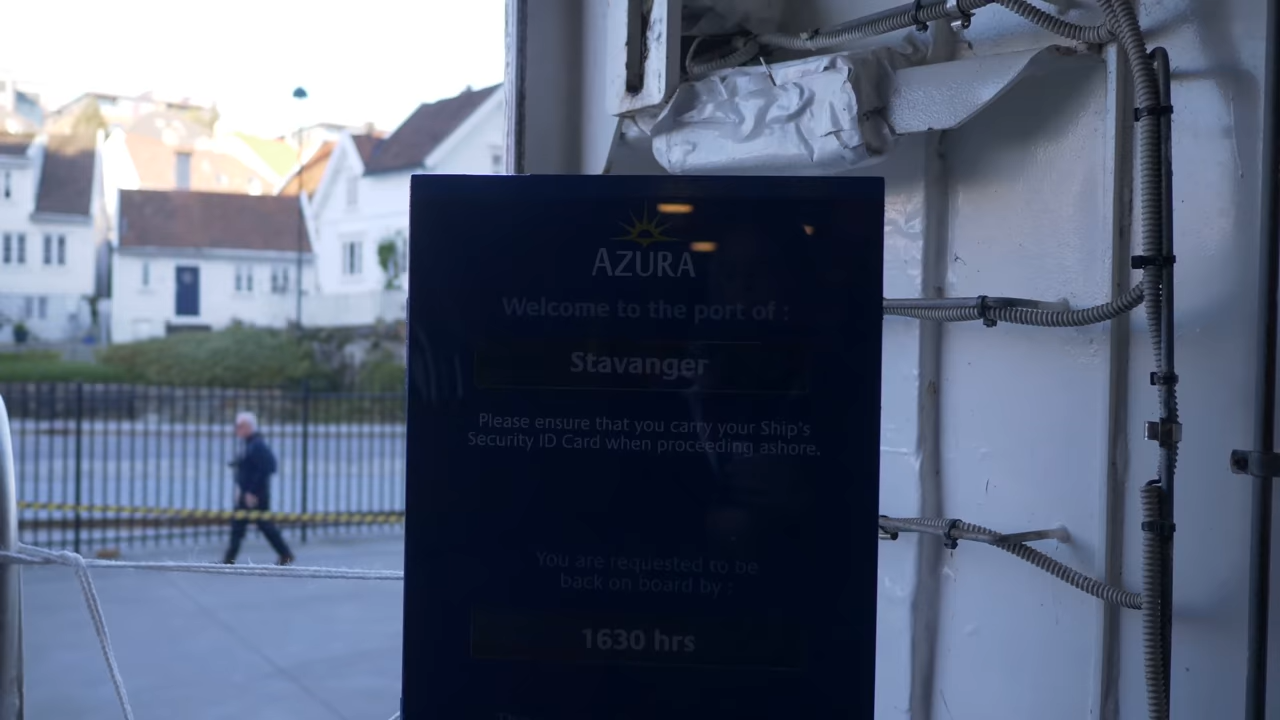 AZURA
Welcome to the port of :
Stavanger
Please ensure that you carry your Ship's
Security ID Card when proceeding ashore.
You are requested to be
back on board by :
1630 hrs